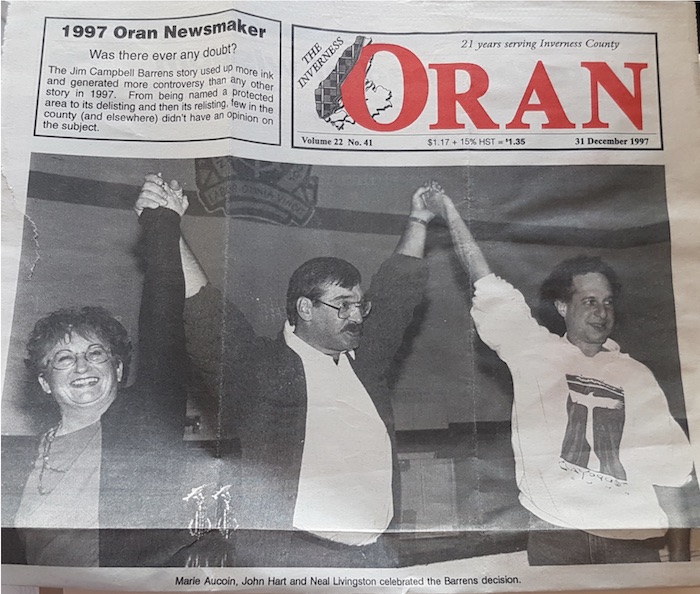 1997 Oran Newsmaker
Was there ever any doubt?
The Jim Campbell Barrens story used up more ink
and generated more controversy than any other
story in 1997. From being named a protected
area to its delisting and then its relisting, few in the
county (and elsewhere) didn't have an opinion on
the subject.
THE
INVERNESS
ORAN
21 years serving Inverness County
Volume 22 No. 41
$1.17 + 15% HST = $1.35
31 December 1997
LABOR OMNIA VINCIT
Marie Aucoin, John Hart and Neal Livingston celebrated the Barrens decision.